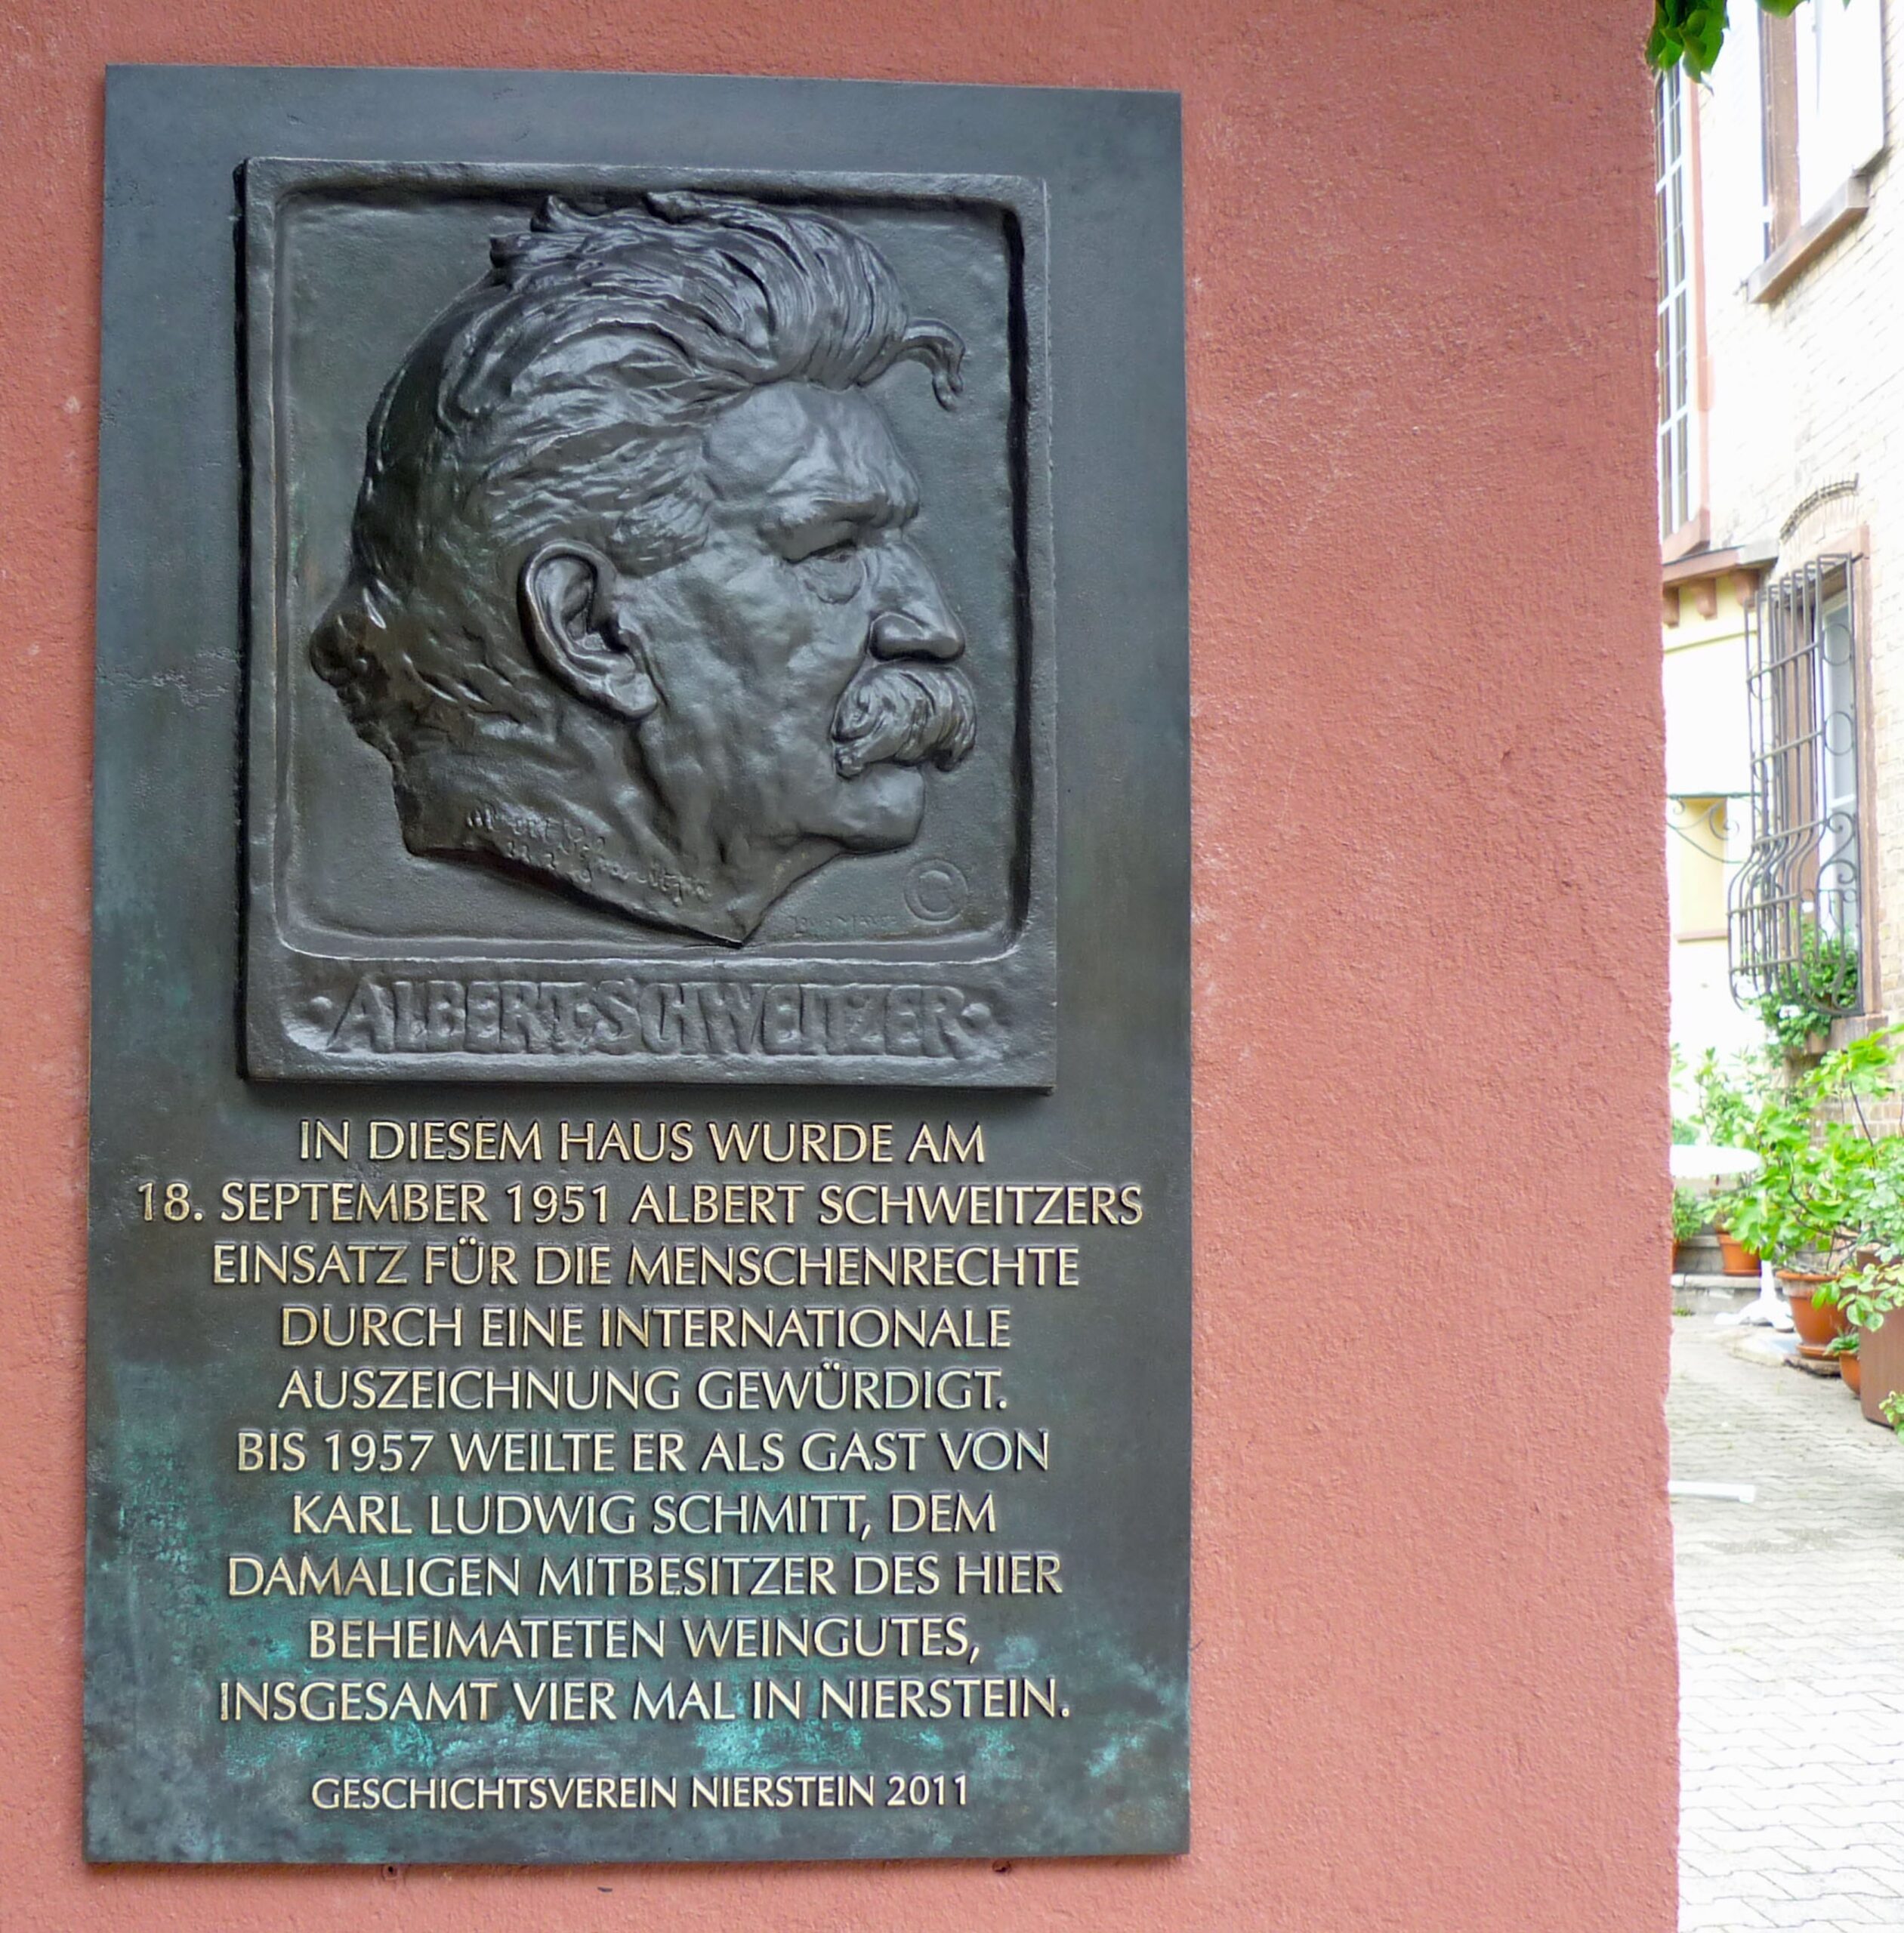 ©
·ALBERT·SCHWEITZER·
IN DIESEM HAUS WURDE AM
18. SEPTEMBER 1951 ALBERT SCHWEITZERS
EINSATZ FÜR DIE MENSCHENRECHTE
DURCH EINE INTERNATIONALE
AUSZEICHNUNG GEWÜRDIGT.
BIS 1957 WEILTE ER ALS GAST VON
KARL LUDWIG SCHMITT, DEM
DAMALIGEN MITBESITZER DES HIER
BEHEIMATETEN WEINGUTES,
INSGESAMT VIER MAL IN NIERSTEIN.
GESCHICHTSVEREIN NIERSTEIN 2011